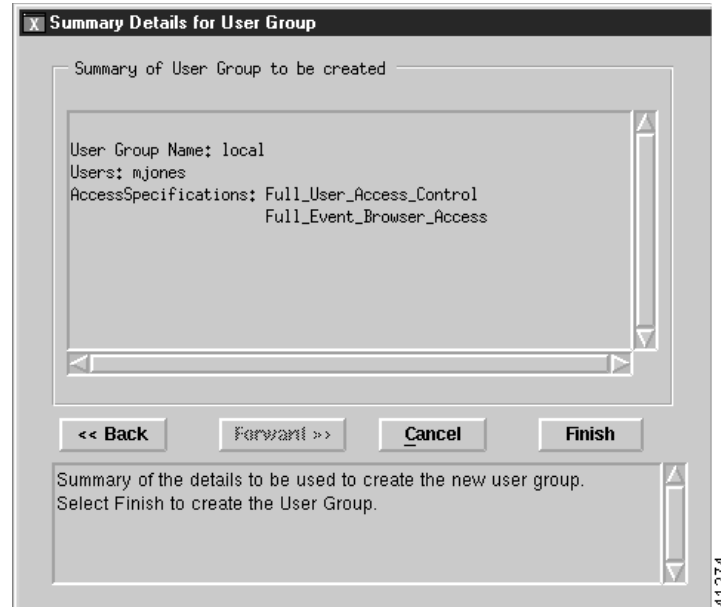 X Summary Details for User Group
Summary of User Group to be created
User Group Name: local
Users: mjones
AccessSpecifications: Full_User_Access_Control
Full_Event_Browser_Access
<< Back
Forward >>
Cancel
Finish
Summary of the details to be used to create the new user group.
Select Finish to create the User Group.